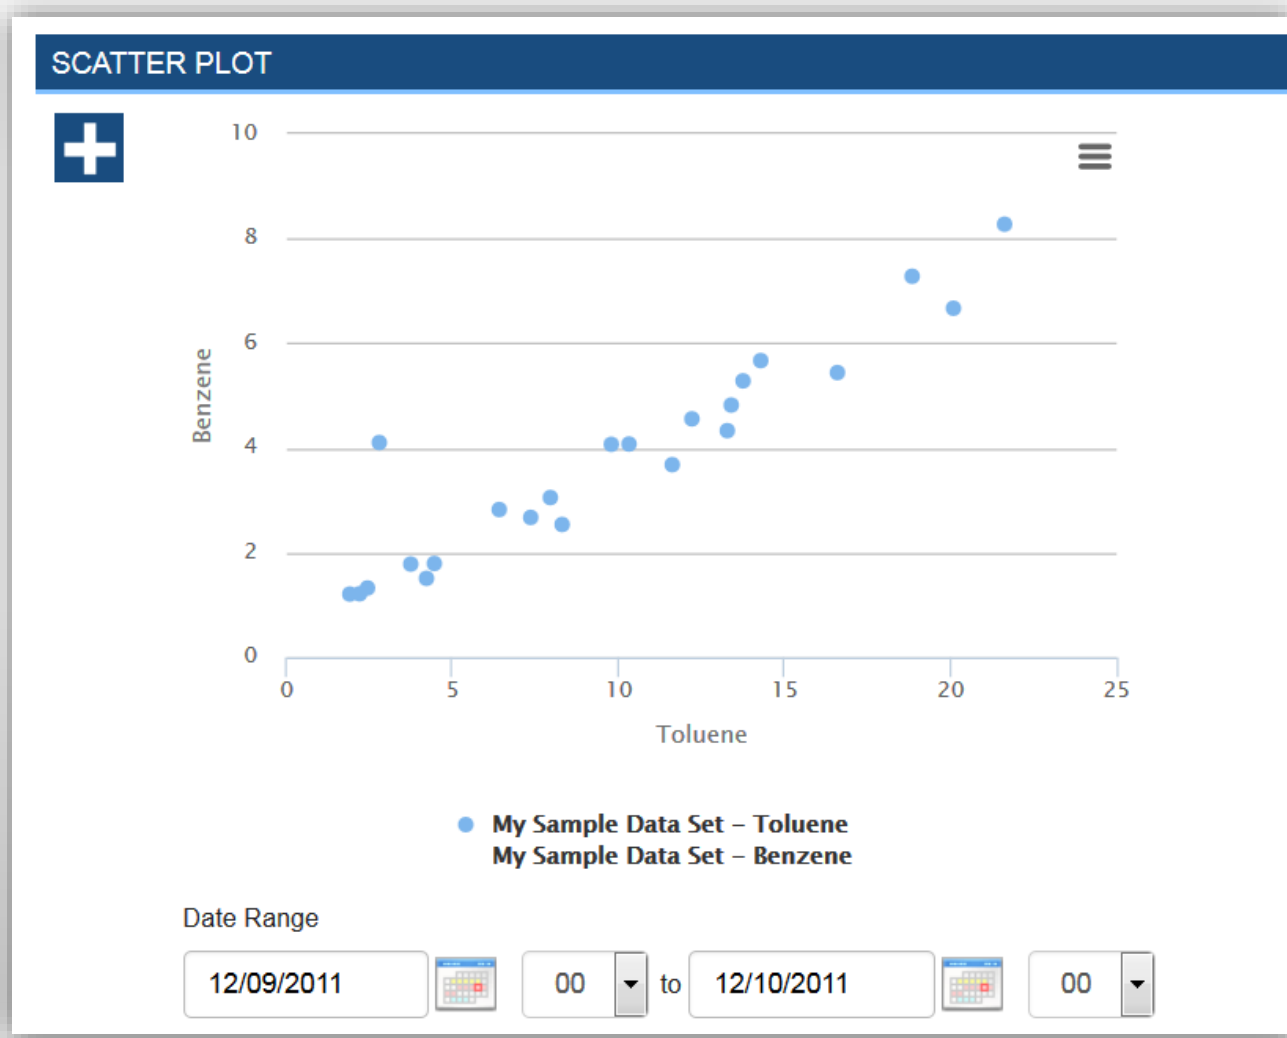 SCATTER PLOT
10
8
6
4
2
0
Benzene
0 5 10 15 20 25
Toluene
My Sample Data Set – Toluene
My Sample Data Set – Benzene
Date Range
12/09/2011 00 to 12/10/2011 00